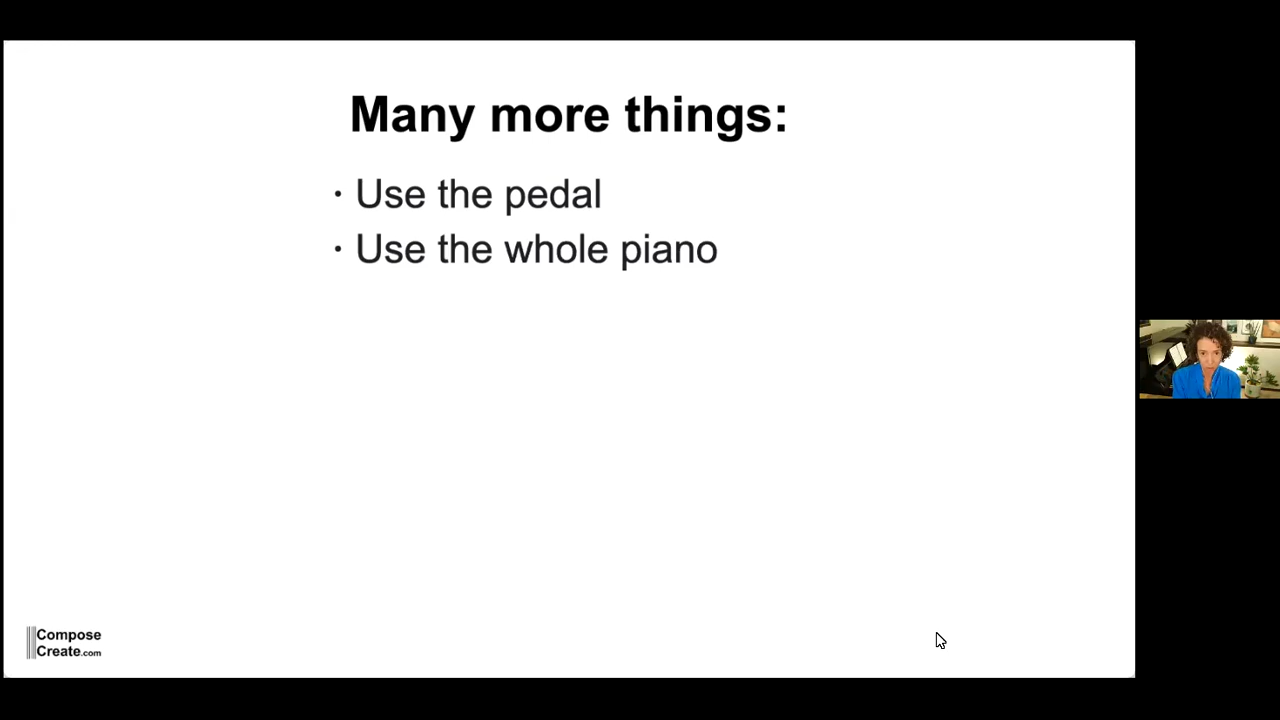 Many more things:
· Use the pedal
· Use the whole piano
Compose
Create.com